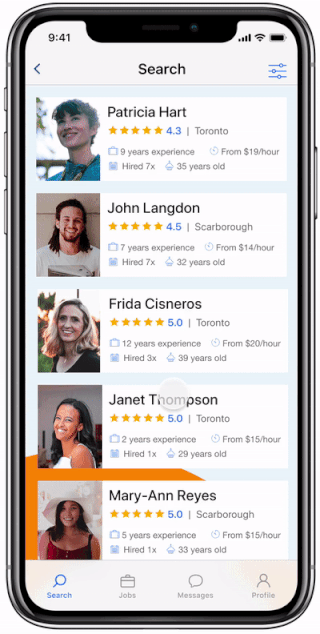 9:41
Search
Patricia Hart
4.3 | Toronto
9 years experience From $19/hour
Hired 7x 35 years old
John Langdon
4.5 | Scarborough
7 years experience From $14/hour
Hired 7x 32 years old
Frida Cisneros
5.0 | Toronto
12 years experience From $20/hour
Hired 3x 39 years old
Janet Thompson
5.0 | Toronto
2 years experience From $15/hour
Hired 1x 29 years old
Mary-Ann Reyes
5.0 | Scarborough
5 years experience From $15/hour
Hired 1x 33 years old
Search Jobs Messages Profile